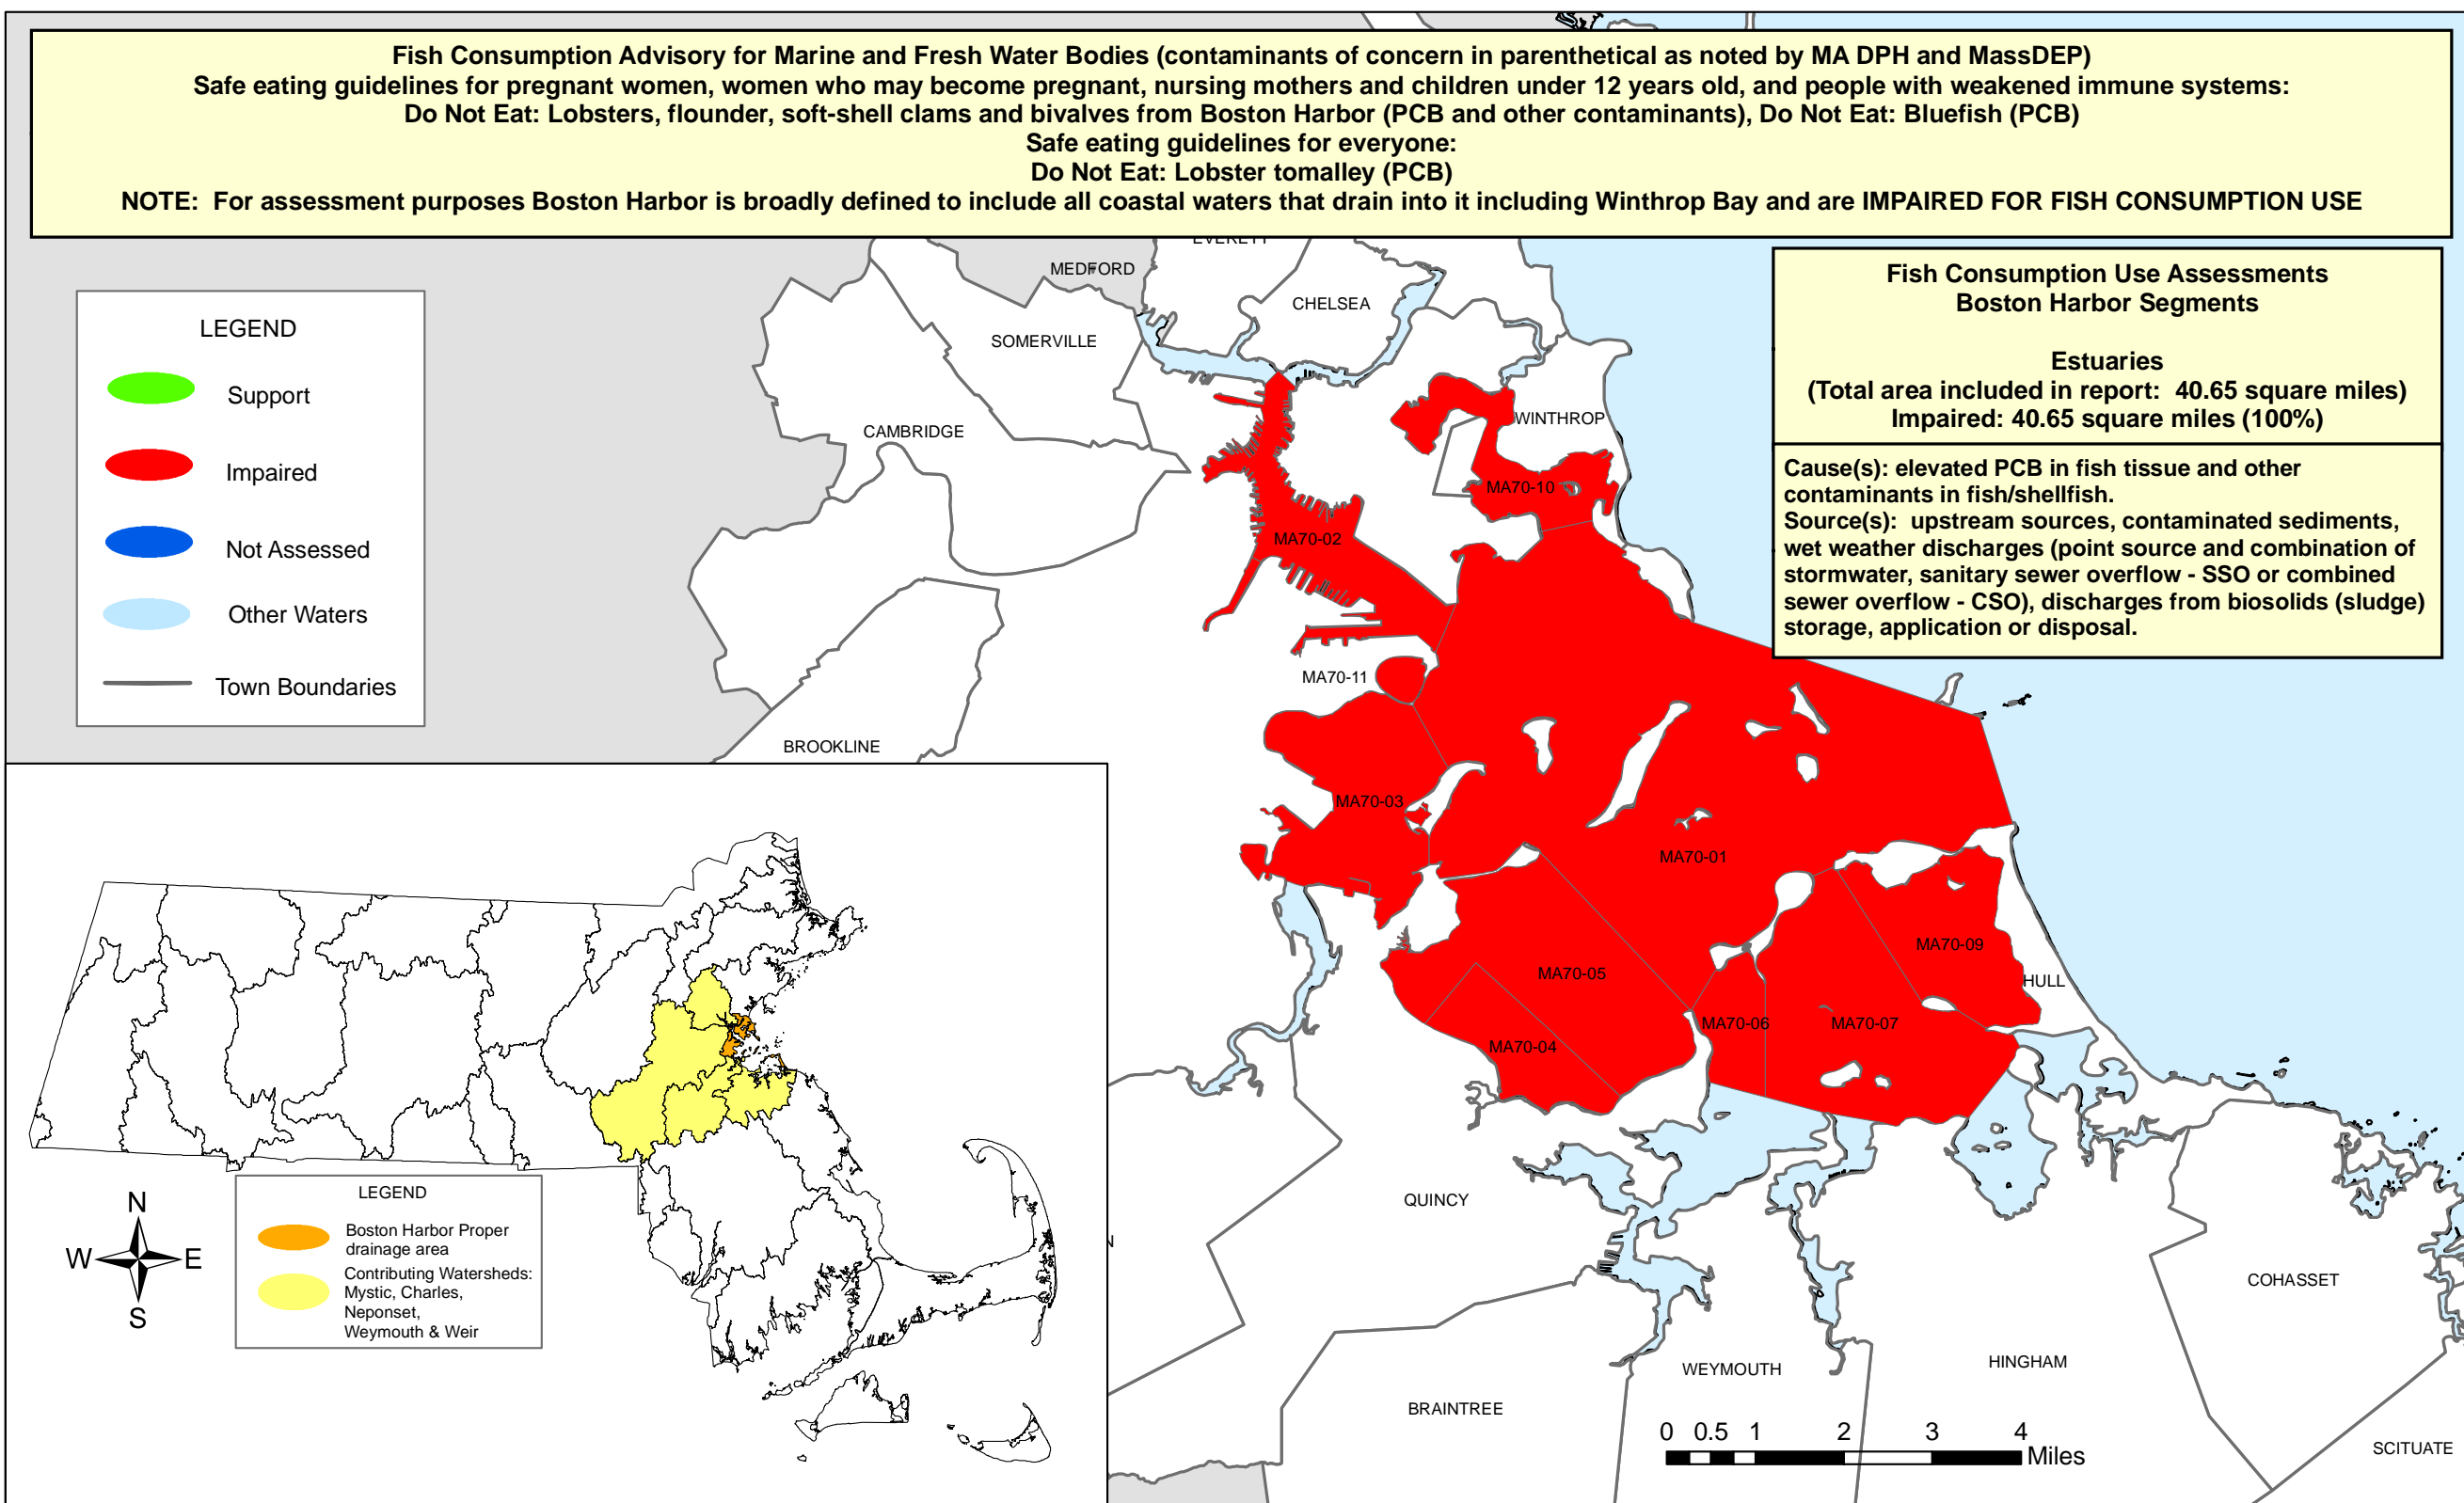 Fish Consumption Advisory for Marine and Fresh Water Bodies (contaminants of concern in parenthetical as noted by MA DPH and MassDEP)
Safe eating guidelines for pregnant women, women who may become pregnant, nursing mothers and children under 12 years old, and people with weakened immune systems:
Do Not Eat: Lobsters, flounder, soft-shell clams and bivalves from Boston Harbor (PCB and other contaminants), Do Not Eat: Bluefish (PCB)
Safe eating guidelines for everyone:
Do Not Eat: Lobster tomalley (PCB)
NOTE: For assessment purposes Boston Harbor is broadly defined to include all coastal waters that drain into it including Winthrop Bay and are IMPAIRED FOR FISH CONSUMPTION USE
Fish Consumption Use Assessments
Boston Harbor Segments
Estuaries
(Total area included in report: 40.65 square miles)
Impaired: 40.65 square miles (100%)
Cause(s): elevated PCB in fish tissue and other
contaminants in fish/shellfish.
Source(s): upstream sources, contaminated sediments,
wet weather discharges (point source and combination of
stormwater, sanitary sewer overflow - SSO or combined
sewer overflow - CSO), discharges from biosolids (sludge)
storage, application or disposal.
LEGEND
Support
Impaired
Not Assessed
Other Waters
Town Boundaries
EVERETT
MEDFORD
CHELSEA
SOMERVILLE
WINTHROP
CAMBRIDGE
MA70-10
MA70-02
MA70-11
BROOKLINE
MA70-03
MA70-01
MA70-09
MA70-05
HULL
MA70-06
MA70-07
MA70-04
QUINCY
COHASSET
HINGHAM
WEYMOUTH
BRAINTREE
SCITUATE
0 0.5 1 2 3 4
Miles
N
W E
S
LEGEND
Boston Harbor Proper
drainage area
Contributing Watersheds:
Mystic, Charles,
Neponset,
Weymouth & Weir